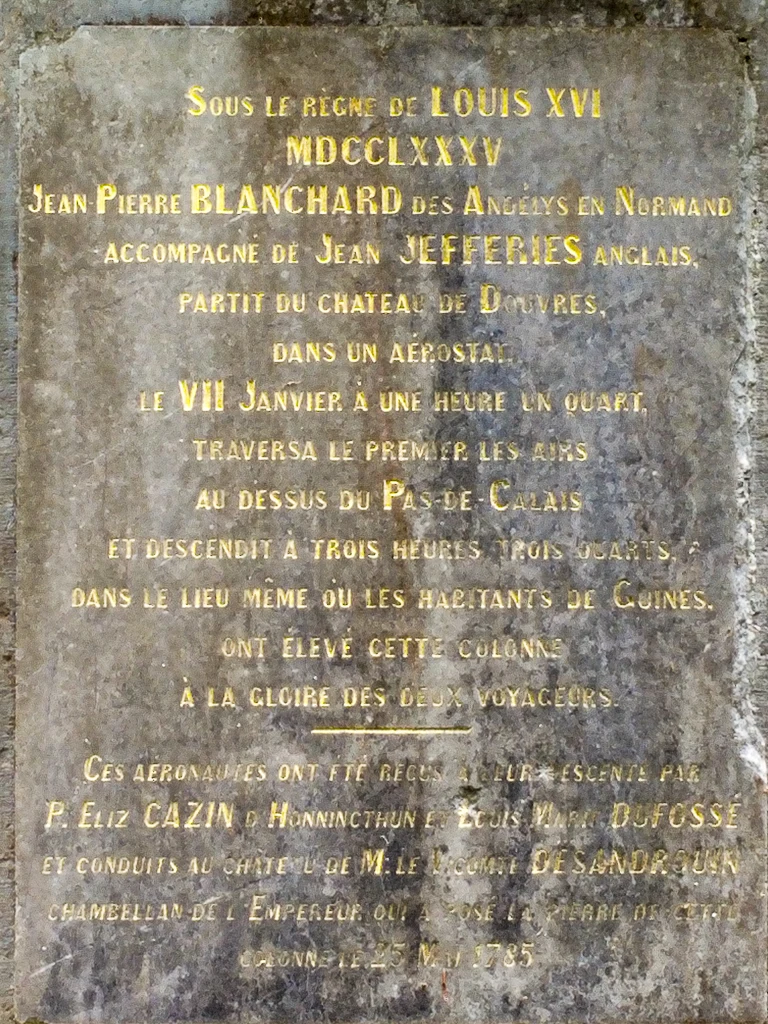 SOUS LE RÈGNE DE LOUIS XVI
MDCCLXXXV
JEAN-PIERRE BLANCHARD DES ANDÉLYS EN NORMAND
ACCOMPAGNÉ DE JEAN JEFFERIES ANGLAIS,
PARTIT DU CHATEAU DE DOUVRES,
DANS UN AÉROSTAT,
LE VII JANVIER À UNE HEURE UN QUART,
TRAVERSA LE PREMIER LES AIRS
AU DESSUS DU PAS-DE-CALAIS
ET DESCENDIT À TROIS HEURES TROIS QUARTS,
DANS LE LIEU MÊME OÙ LES HABITANTS DE GUINES,
ONT ÉLEVÉ CETTE COLONNE
À LA GLOIRE DES DEUX VOYAGEURS.
CES AÉRONAUTES ONT ÉTÉ REÇUS À LEUR DESCENTE PAR
P. ELIZ CAZIN D'HONNINCTHUN ET LOUIS MARIE DUFOSSÉ
ET CONDUITS AU CHÂTEAU DE M. LE VICOMTE DÉSANDROUIN
CHAMBELLAN DE L'EMPEREUR QUI A POSÉ LA PIERRE DE CETTE
COLONNE LE 25 MAI 1785